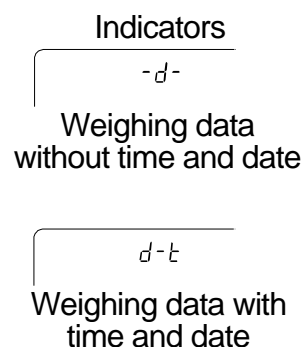 Indicators
-d-
Weighing data
without time and date
d-t
Weighing data with
time and date